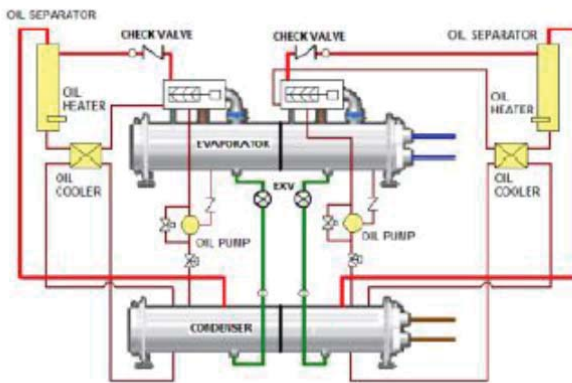 OIL SEPARATOR
CHECK VALVE
CHECK VALVE
OIL SEPARATOR
OIL
HEATER
OIL
HEATER
EVAPORATOR
OIL
COOLER
EXV
OIL
COOLER
OIL PUMP
OIL PUMP
CONDENSER